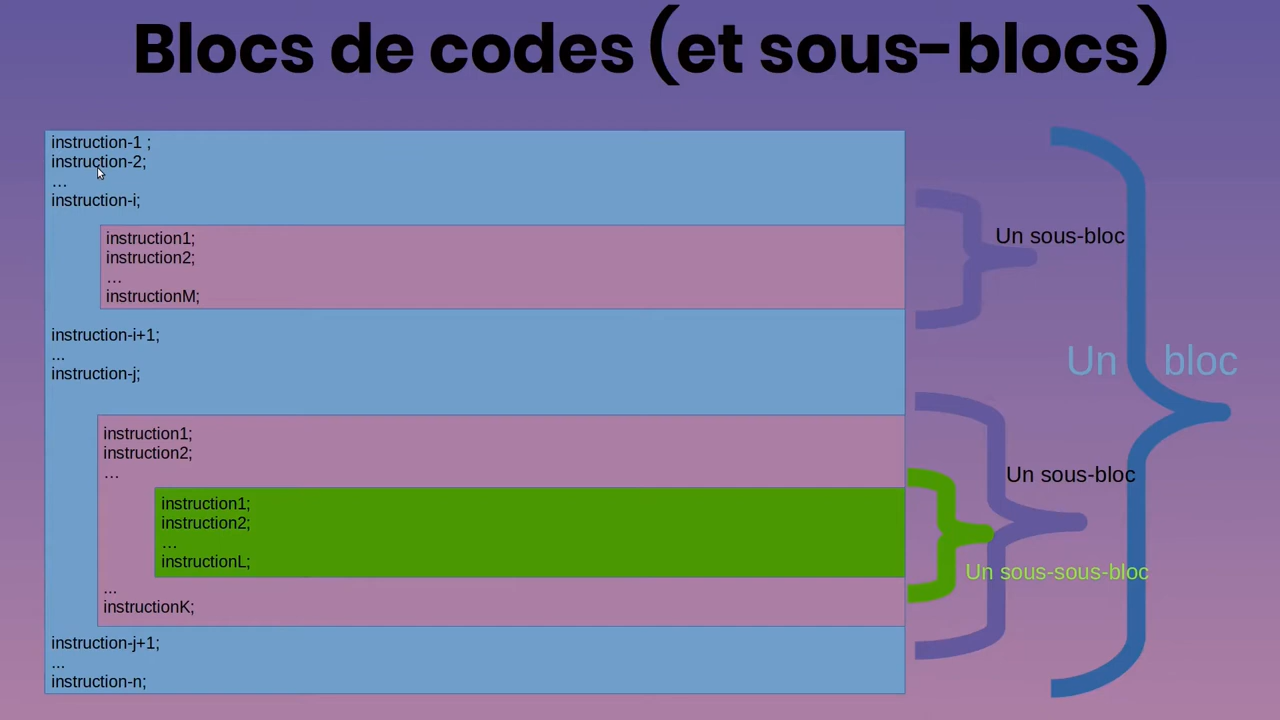 Blocs de codes (et sous-blocs)
instruction-1 ;
instruction-2;
...
instruction-i;
instruction1;
instruction2;
...
instructionM;
Un sous-bloc
instruction-i+1;
...
instruction-j;
Un bloc
instruction1;
instruction2;
...
Un sous-bloc
instruction1;
instruction2;
...
instructionL;
Un sous-sous-bloc
...
instructionK;
instruction-j+1;
...
instruction-n;